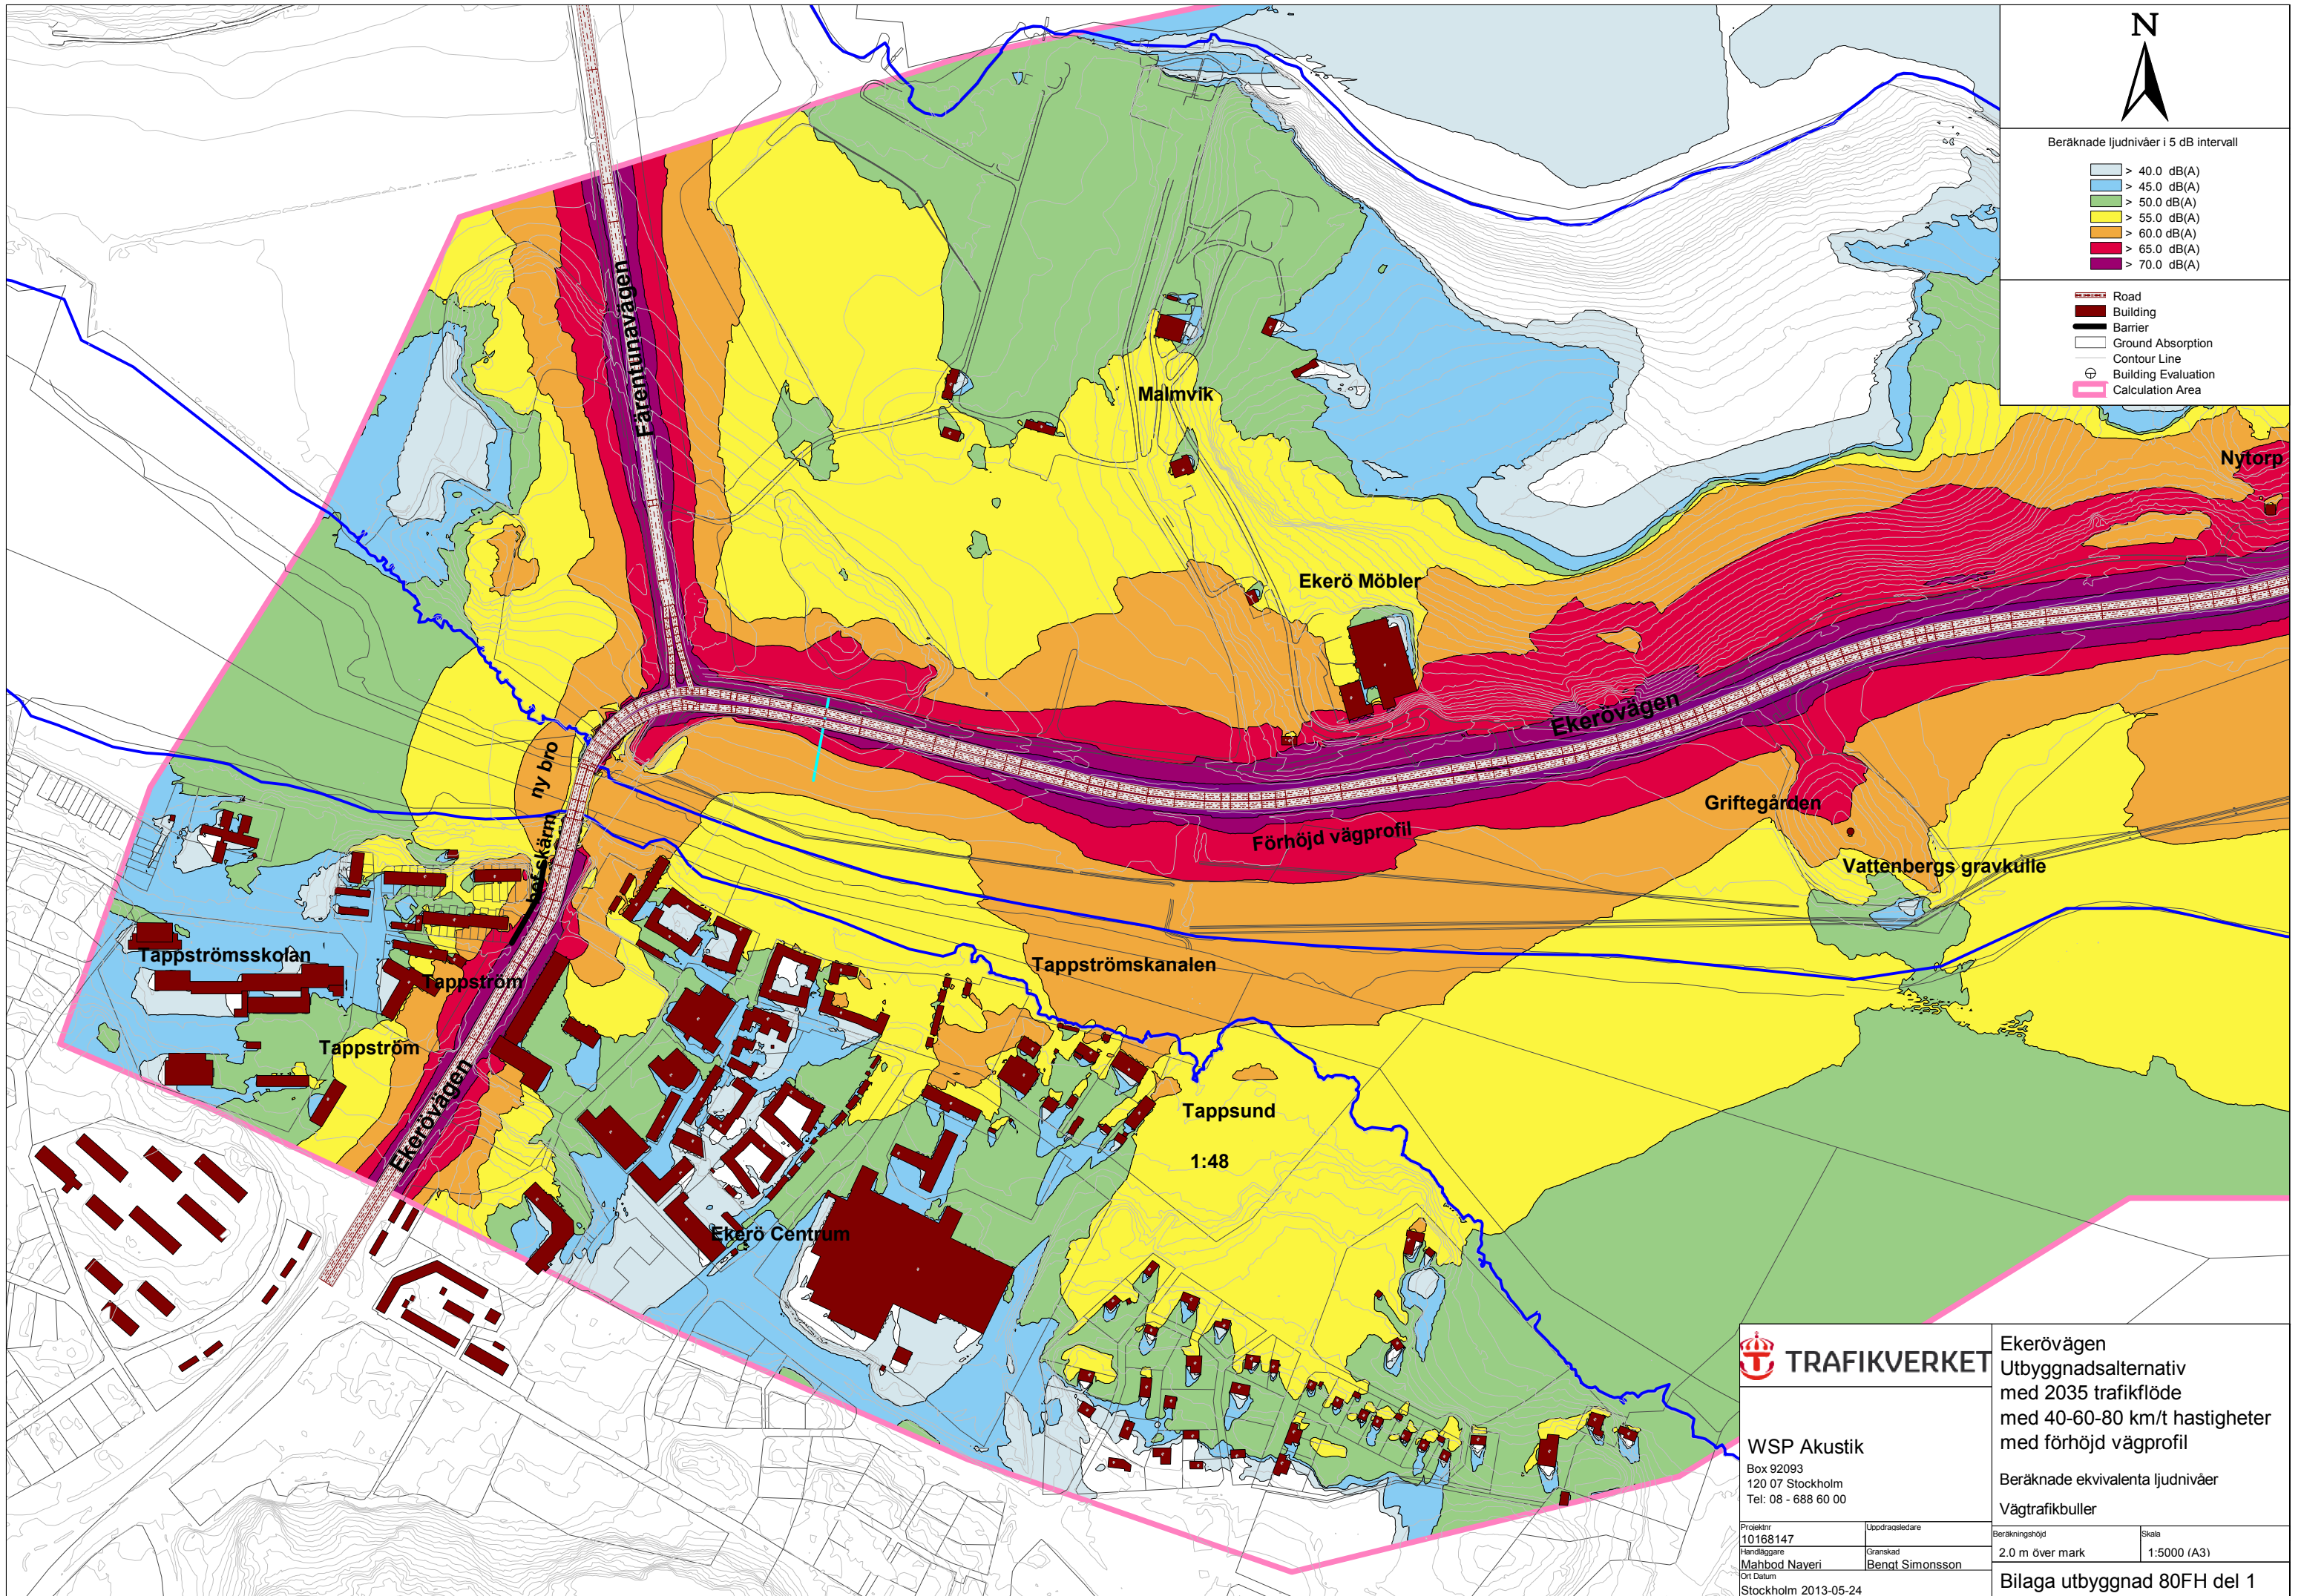 N
Beräknade ljudnivåer i 5 dB intervall
> 40.0 dB(A)
> 45.0 dB(A)
> 50.0 dB(A)
> 55.0 dB(A)
> 60.0 dB(A)
> 65.0 dB(A)
> 70.0 dB(A)
Road
Building
Barrier
Ground Absorption
Contour Line
Building Evaluation
Calculation Area
Färentunavägen
Malmvik
Nytorp
Ekerö Möbler
Ekerövägen
ny bro
bef skärm
Griftegården
Förhöjd vägprofil
Vattenbergs gravkulle
Tappströmsskolan
Tappström
Tappströmskanalen
Tappström
Ekerövägen
Tappsund
1:48
Ekerö Centrum
TRAFIKVERKET
WSP Akustik
Box 92093
120 07 Stockholm
Tel: 08 - 688 60 00
Projektnr
10168147
Uppdragsledare
Handläggare
Mahbod Nayeri
Granskad
Bengt Simonsson
Ort Datum
Stockholm 2013-05-24
Ekerövägen
Utbyggnadsalternativ
med 2035 trafikflöde
med 40-60-80 km/t hastigheter
med förhöjd vägprofil
Beräknade ekvivalenta ljudnivåer
Vägtrafikbuller
Beräkningshöjd
2.0 m över mark
Skala
1:5000 (A3)
Bilaga utbyggnad 80FH del 1